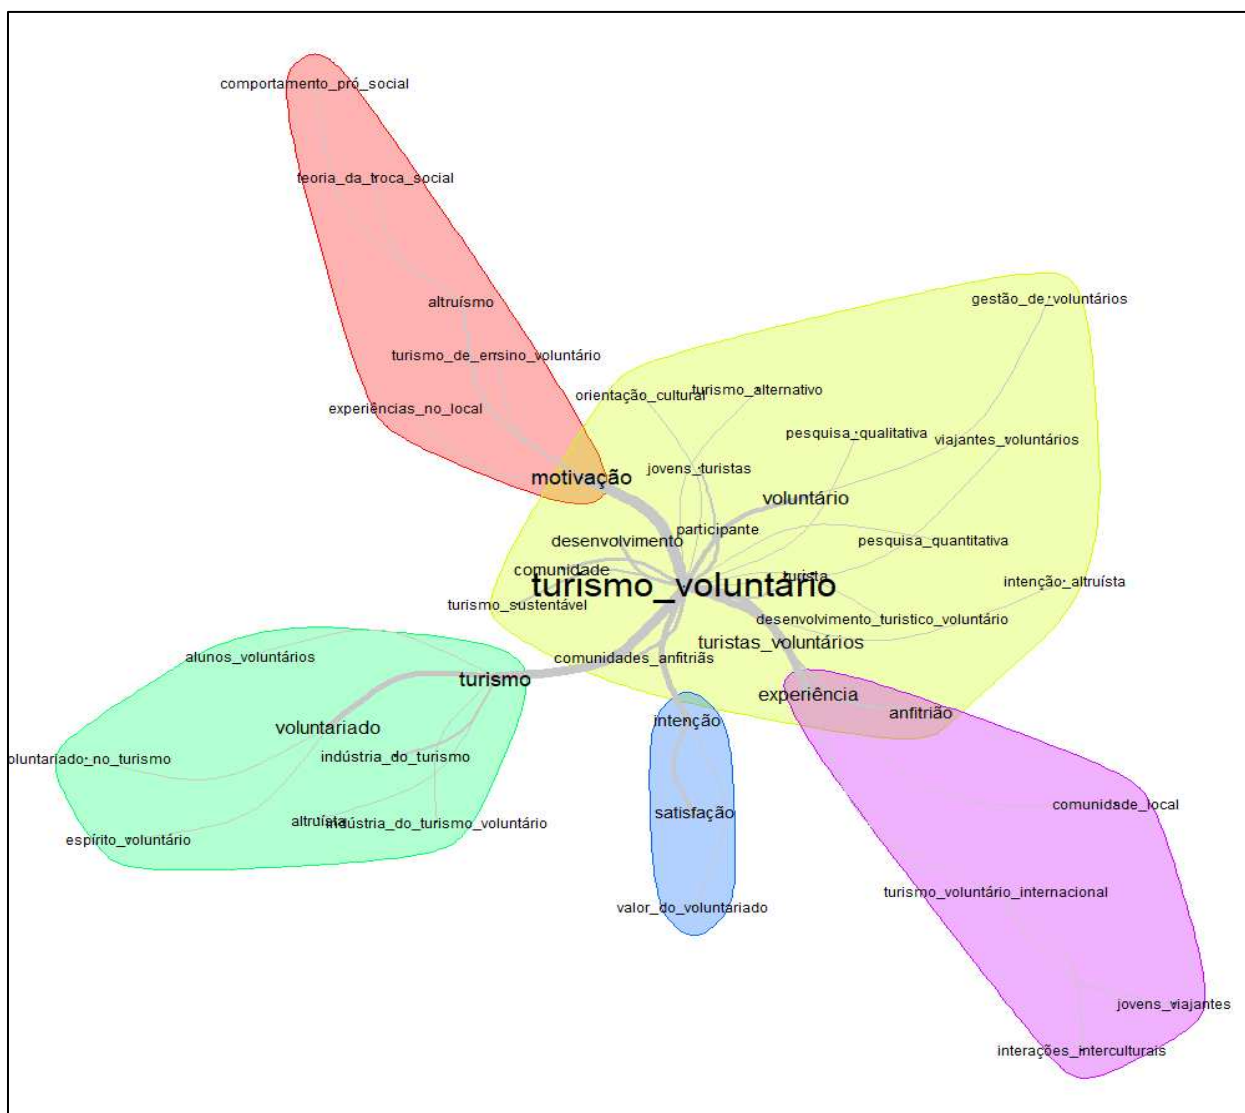 comportamento_pró_social
teoria_da_troca_social
gestão_de_voluntários
altruísmo
turismo_de_ensino_voluntário
orientação_cultural
turismo_alternativo
experiências_no_local
pesquisa_qualitativa
viajantes_voluntários
jovens_turistas
motivação
voluntário
participante
desenvolvimento
pesquisa_quantitativa
comunidade
turista
turismo_voluntário
intenção_altruísta
turismo_sustentável
desenvolvimento_turistico_voluntário
turistas_voluntários
alunos_voluntários
comunidades_anfitriãs
turismo
experiência
anfitrião
intenção
voluntariado
indústria_do_turismo
oluntariado_no_turismo
comunidade_local
satisfação
altruísta
indústria_do_turismo_voluntário
espírito_voluntário
turismo_voluntário_internacional
valor_do_voluntariado
jovens_viajantes
interações_interculturais